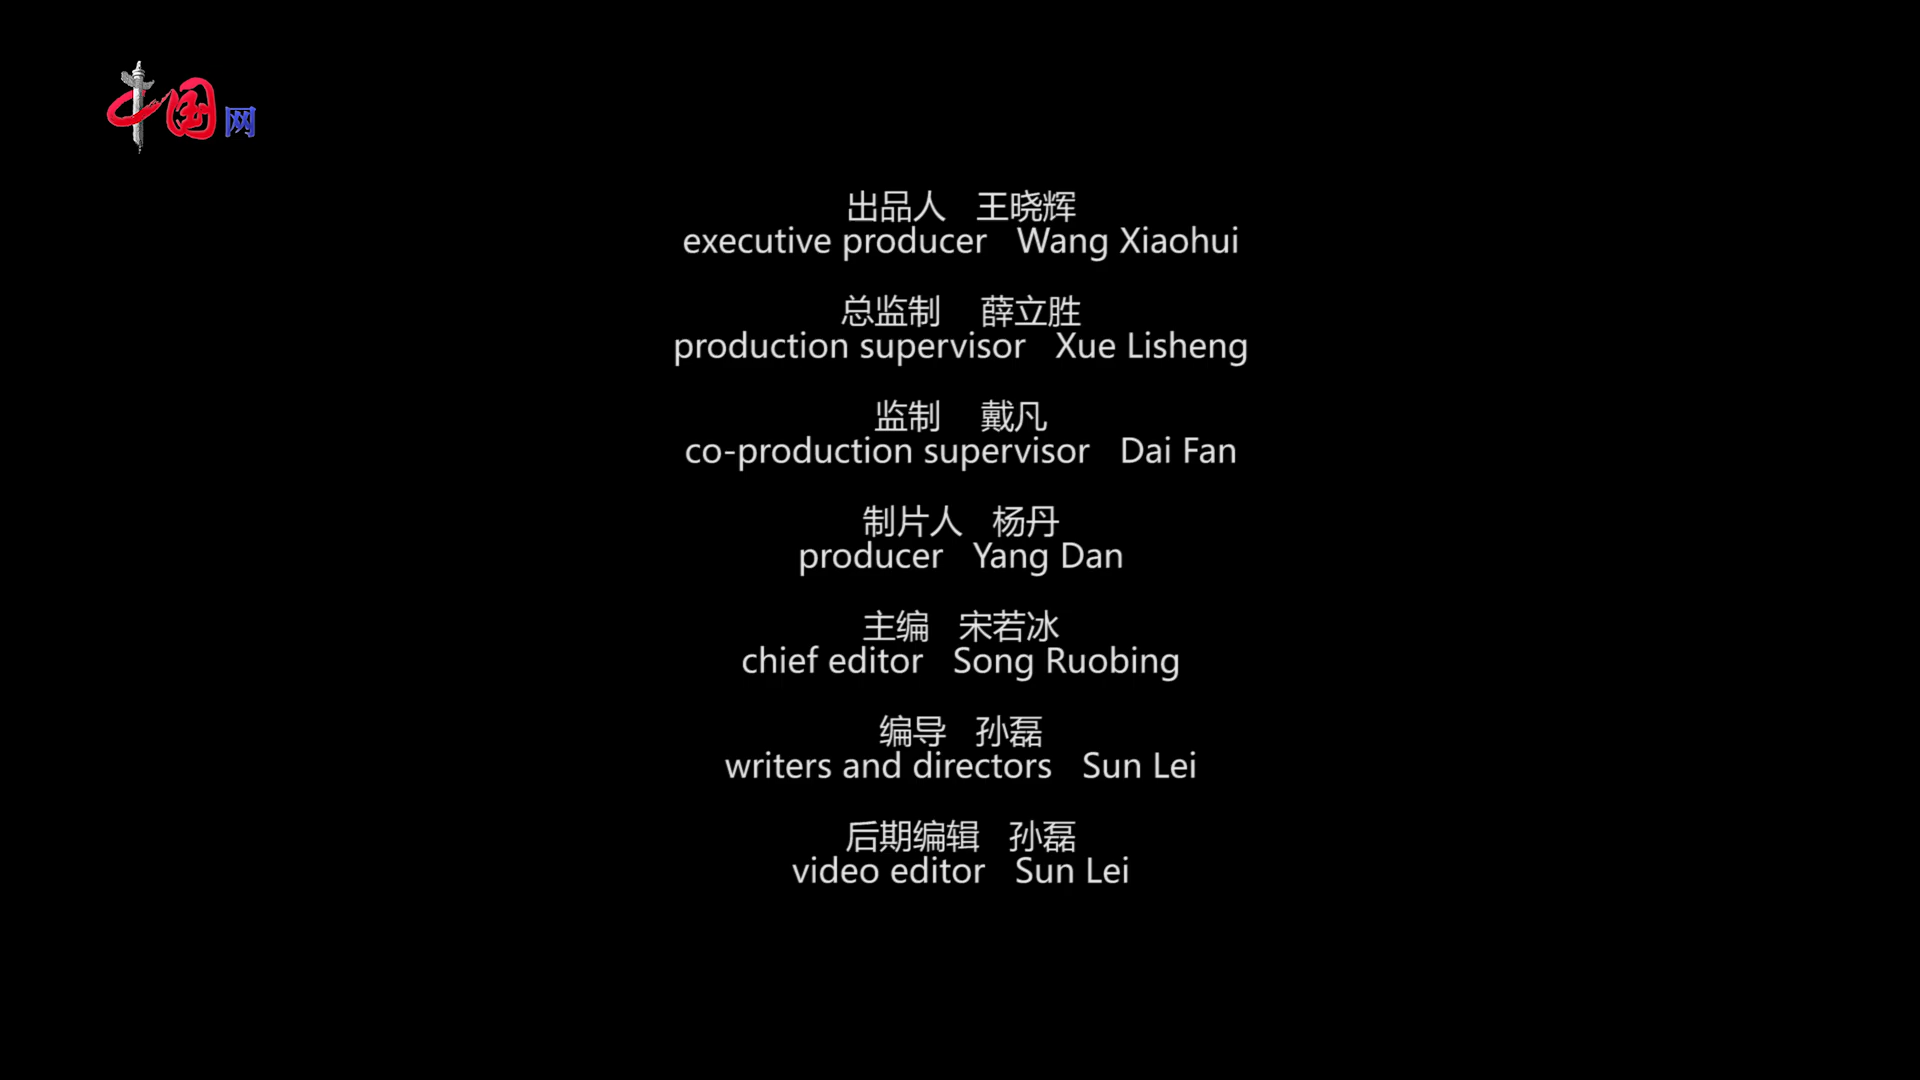 中国网
出品人 王晓辉
executive producer Wang Xiaohui
总监制 薛立胜
production supervisor Xue Lisheng
监制 戴凡
co-production supervisor Dai Fan
制片人 杨丹
producer Yang Dan
主编 宋若冰
chief editor Song Ruobing
编导 孙磊
writers and directors Sun Lei
后期编辑 孙磊
video editor Sun Lei